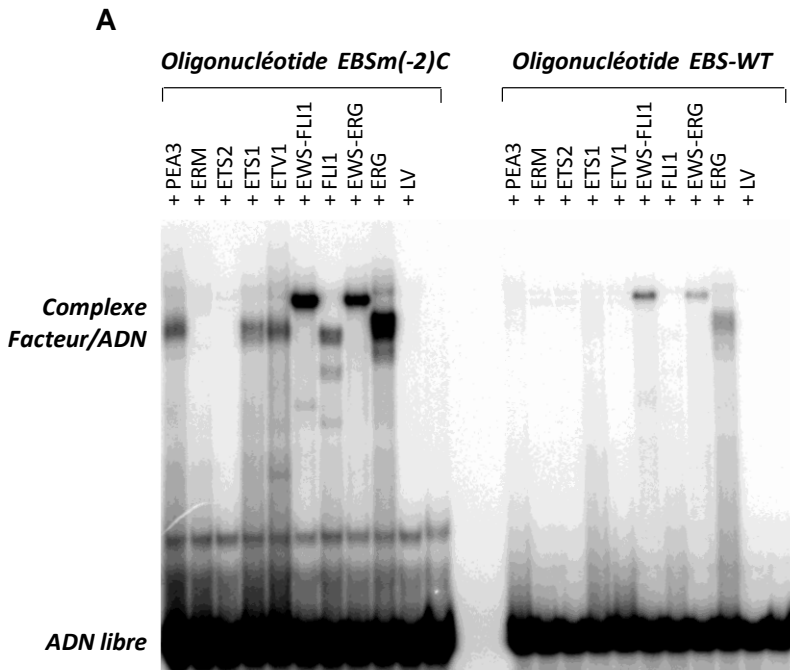 A
Oligonucléotide EBSm(-2)C
Oligonucléotide EBS-WT
+ PEA3
+ ERM
+ ETS2
+ ETS1
+ ETV1
+ EWS-FLI1
+ FLI1
+ EWS-ERG
+ ERG
+ LV
+ PEA3
+ ERM
+ ETS2
+ ETS1
+ ETV1
+ EWS-FLI1
+ FLI1
+ EWS-ERG
+ ERG
+ LV
Complexe
Facteur/ADN
ADN libre